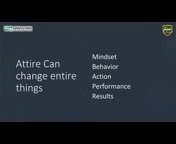 Attire Can
change entire
things
Mindset
Behavior
Action
Performance
Results